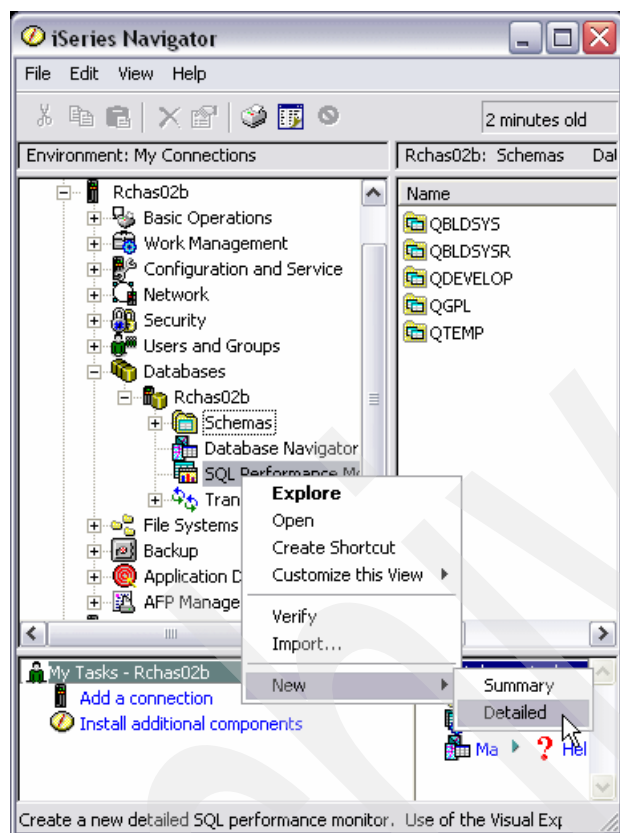 iSeries Navigator
File Edit View Help
2 minutes old
Environment: My Connections
Rchas02b: Schemas
Rchas02b
Name
Basic Operations
QBLDSYS
Work Management
QBLDSYSR
Configuration and Service
QDEVELOP
Network
QGPL
Security
QTEMP
Users and Groups
Databases
Rchas02b
Schemas
Database Navigator
SQL Performance
Explore
Tran
Open
File Systems
Create Shortcut
Backup
Customize this View
Application D
AFP Manage
Verify
Import...
My Tasks - Rchas02b
New
Summary
Add a connection
Detailed
Install additional components
Ma
Hel
Create a new detailed SQL performance monitor. Use of the Visual Exp